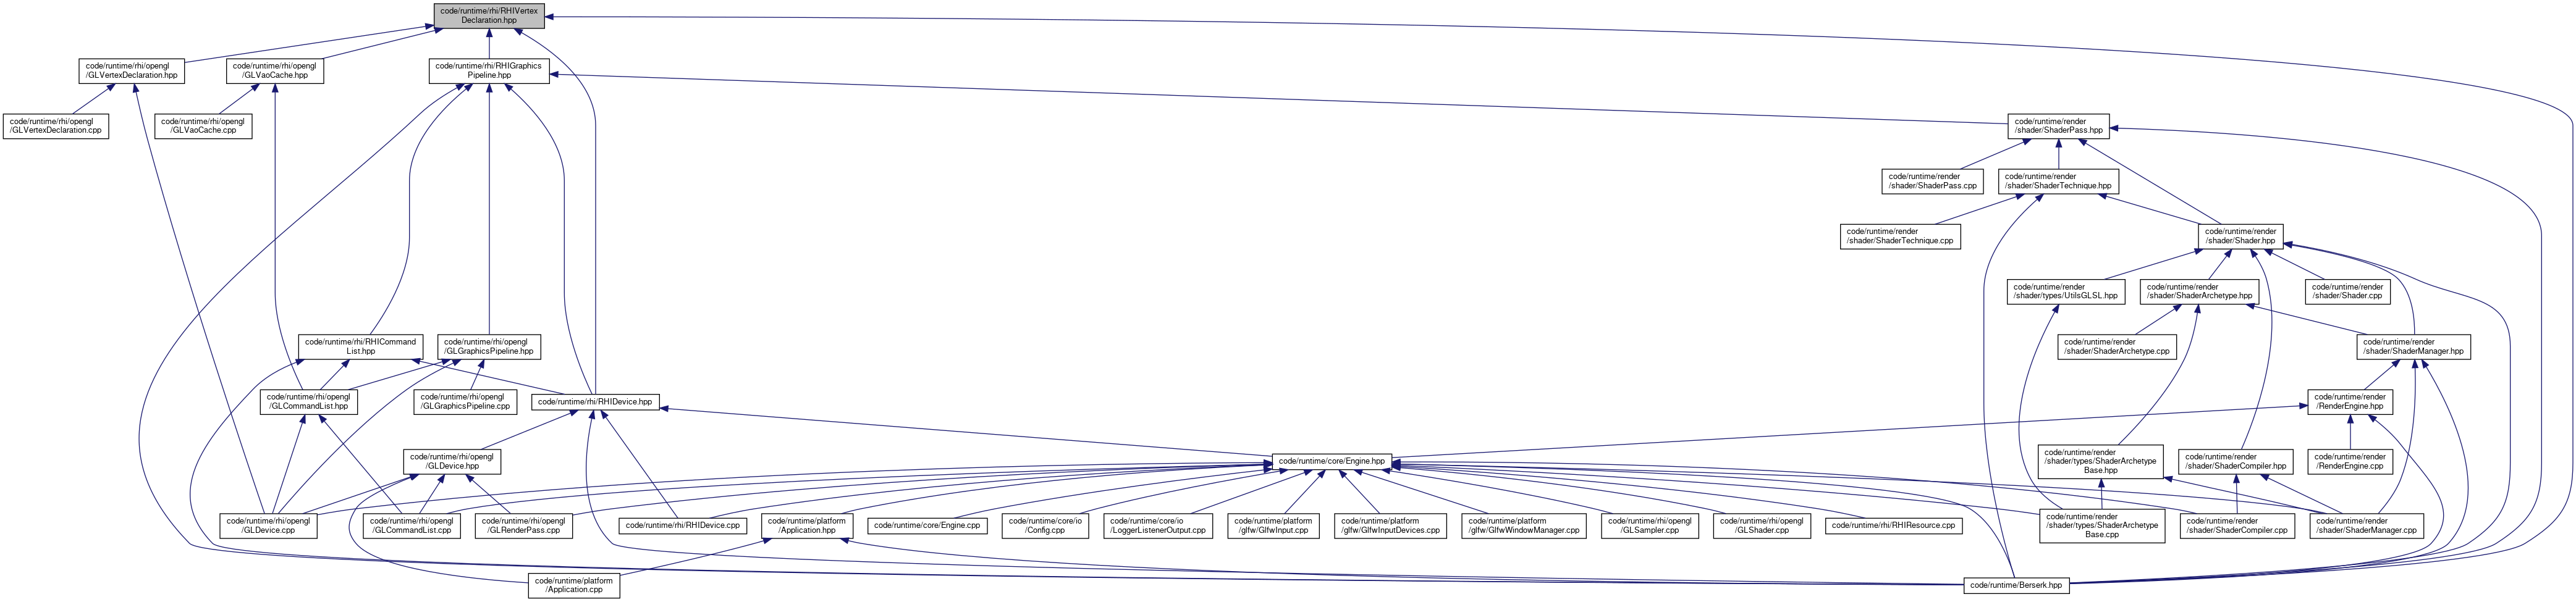 code/runtime/rhi/RHIVertex
Declaration.hpp
code/runtime/rhi/opengl
/GLVertexDeclaration.hpp
code/runtime/rhi/opengl
/GLVaoCache.hpp
code/runtime/rhi/RHIGraphics
Pipeline.hpp
code/runtime/rhi/opengl
/GLVertexDeclaration.cpp
code/runtime/rhi/opengl
/GLVaoCache.cpp
code/runtime/render
/shader/ShaderPass.hpp
code/runtime/render
/shader/ShaderPass.cpp
code/runtime/render
/shader/ShaderTechnique.hpp
code/runtime/render
/shader/ShaderTechnique.cpp
code/runtime/render
/shader/Shader.hpp
code/runtime/render
/shader/types/UtilsGLSL.hpp
code/runtime/render
/shader/ShaderArchetype.hpp
code/runtime/render
/shader/Shader.cpp
code/runtime/rhi/RHICommand
List.hpp
code/runtime/rhi/opengl
/GLGraphicsPipeline.hpp
code/runtime/render
/shader/ShaderArchetype.cpp
code/runtime/render
/shader/ShaderManager.hpp
code/runtime/rhi/opengl
/GLCommandList.hpp
code/runtime/rhi/opengl
/GLGraphicsPipeline.cpp
code/runtime/rhi/RHIDevice.hpp
code/runtime/render
/RenderEngine.hpp
code/runtime/rhi/opengl
/GLDevice.hpp
code/runtime/core/Engine.hpp
code/runtime/render
/shader/types/ShaderArchetype
Base.hpp
code/runtime/render
/shader/ShaderCompiler.hpp
code/runtime/render
/RenderEngine.cpp
code/runtime/rhi/opengl
/GLDevice.cpp
code/runtime/rhi/opengl
/GLCommandList.cpp
code/runtime/rhi/opengl
/GLRenderPass.cpp
code/runtime/rhi/RHIDevice.cpp
code/runtime/platform
/Application.hpp
code/runtime/core/Engine.cpp
code/runtime/core/io
/Config.cpp
code/runtime/core/io
/LoggerListenerOutput.cpp
code/runtime/platform
/glfw/GlfwInput.cpp
code/runtime/platform
/glfw/GlfwInputDevices.cpp
code/runtime/platform
/glfw/GlfwWindowManager.cpp
code/runtime/rhi/opengl
/GLSampler.cpp
code/runtime/rhi/opengl
/GLShader.cpp
code/runtime/rhi/RHIResource.cpp
code/runtime/render
/shader/types/ShaderArchetype
Base.cpp
code/runtime/render
/shader/ShaderCompiler.cpp
code/runtime/render
/shader/ShaderManager.cpp
code/runtime/platform
/Application.cpp
code/runtime/Berserk.hpp